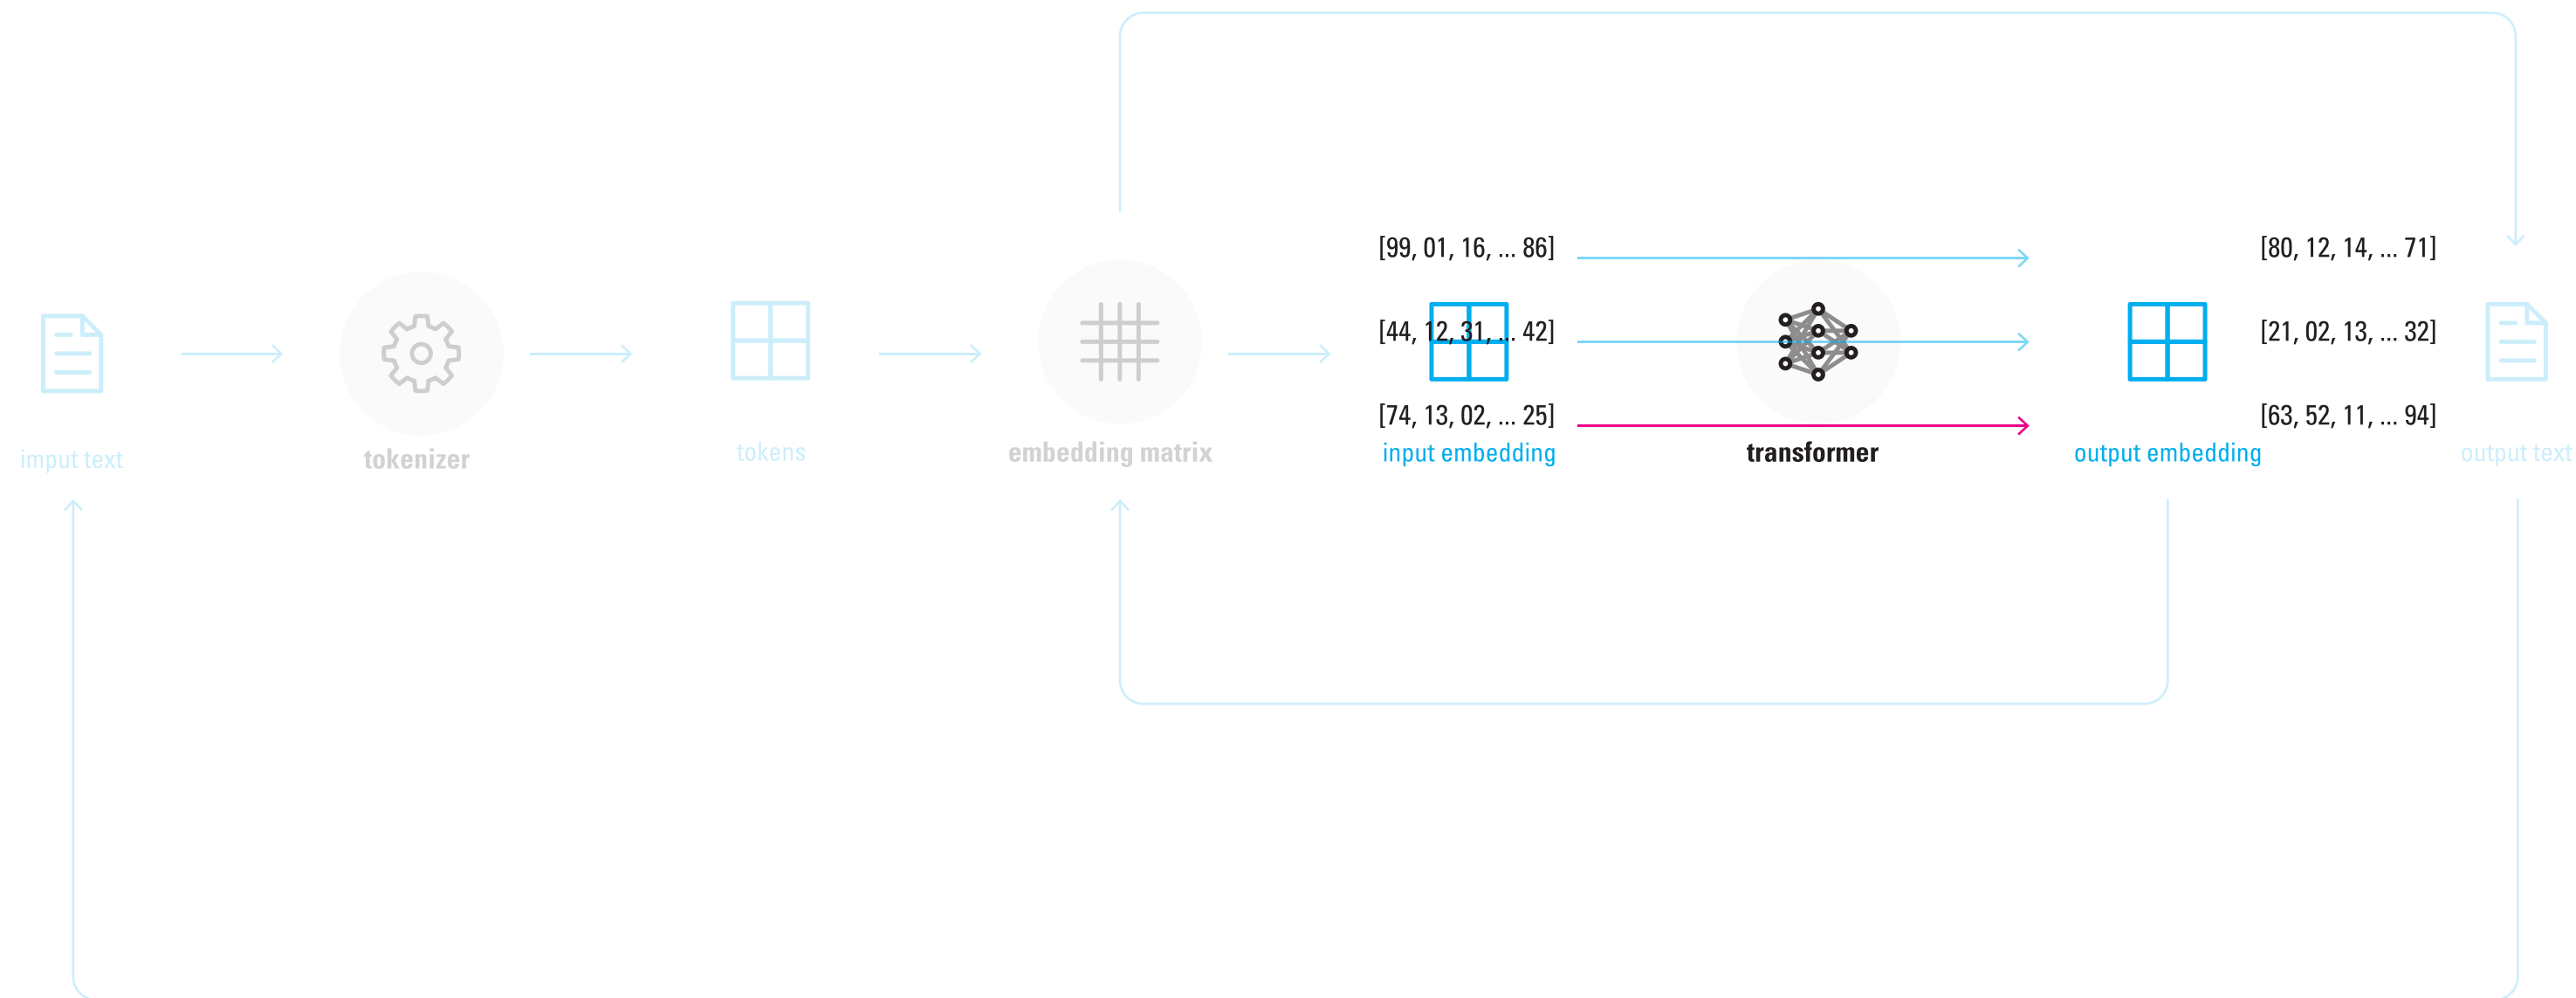 [99, 01, 16, ... 86]
[80, 12, 14, ... 71]
[44, 12, 31, ... 42]
[21, 02, 13, ... 32]
[74, 13, 02, ... 25]
[63, 52, 11, ... 94]
imput text
tokenizer
tokens
embedding matrix
input embedding
transformer
output embedding
output text